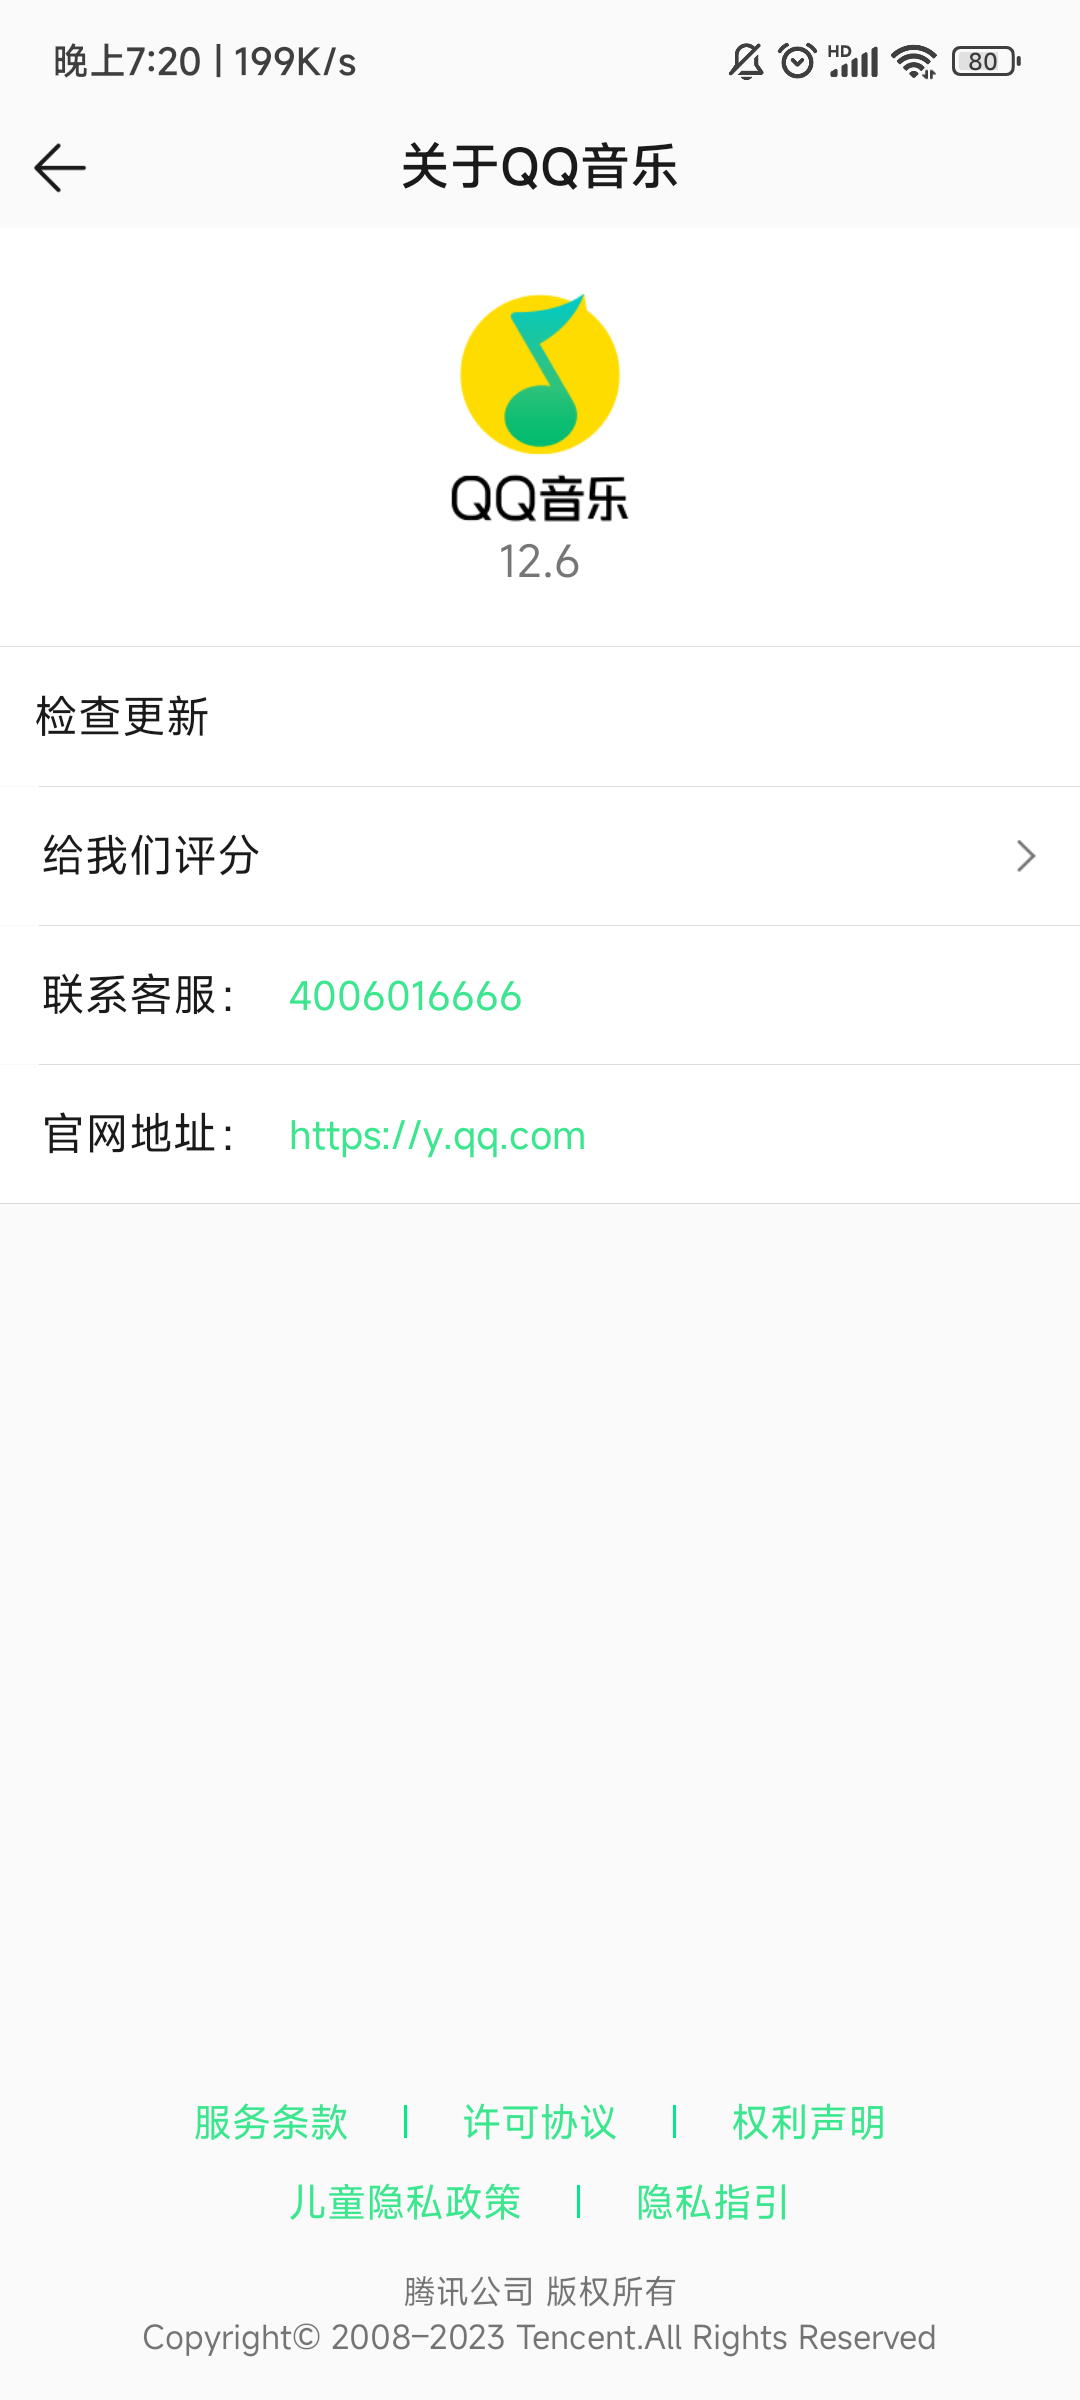 晚上7:20 | 199K/s
HD
80
关于QQ音乐
QQ音乐
12.6
检查更新
给我们评分
联系客服： 4006016666
官网地址： https://y.qq.com
服务条款 | 许可协议 | 权利声明
儿童隐私政策 | 隐私指引
腾讯公司 版权所有
Copyright© 2008–2023 Tencent.All Rights Reserved